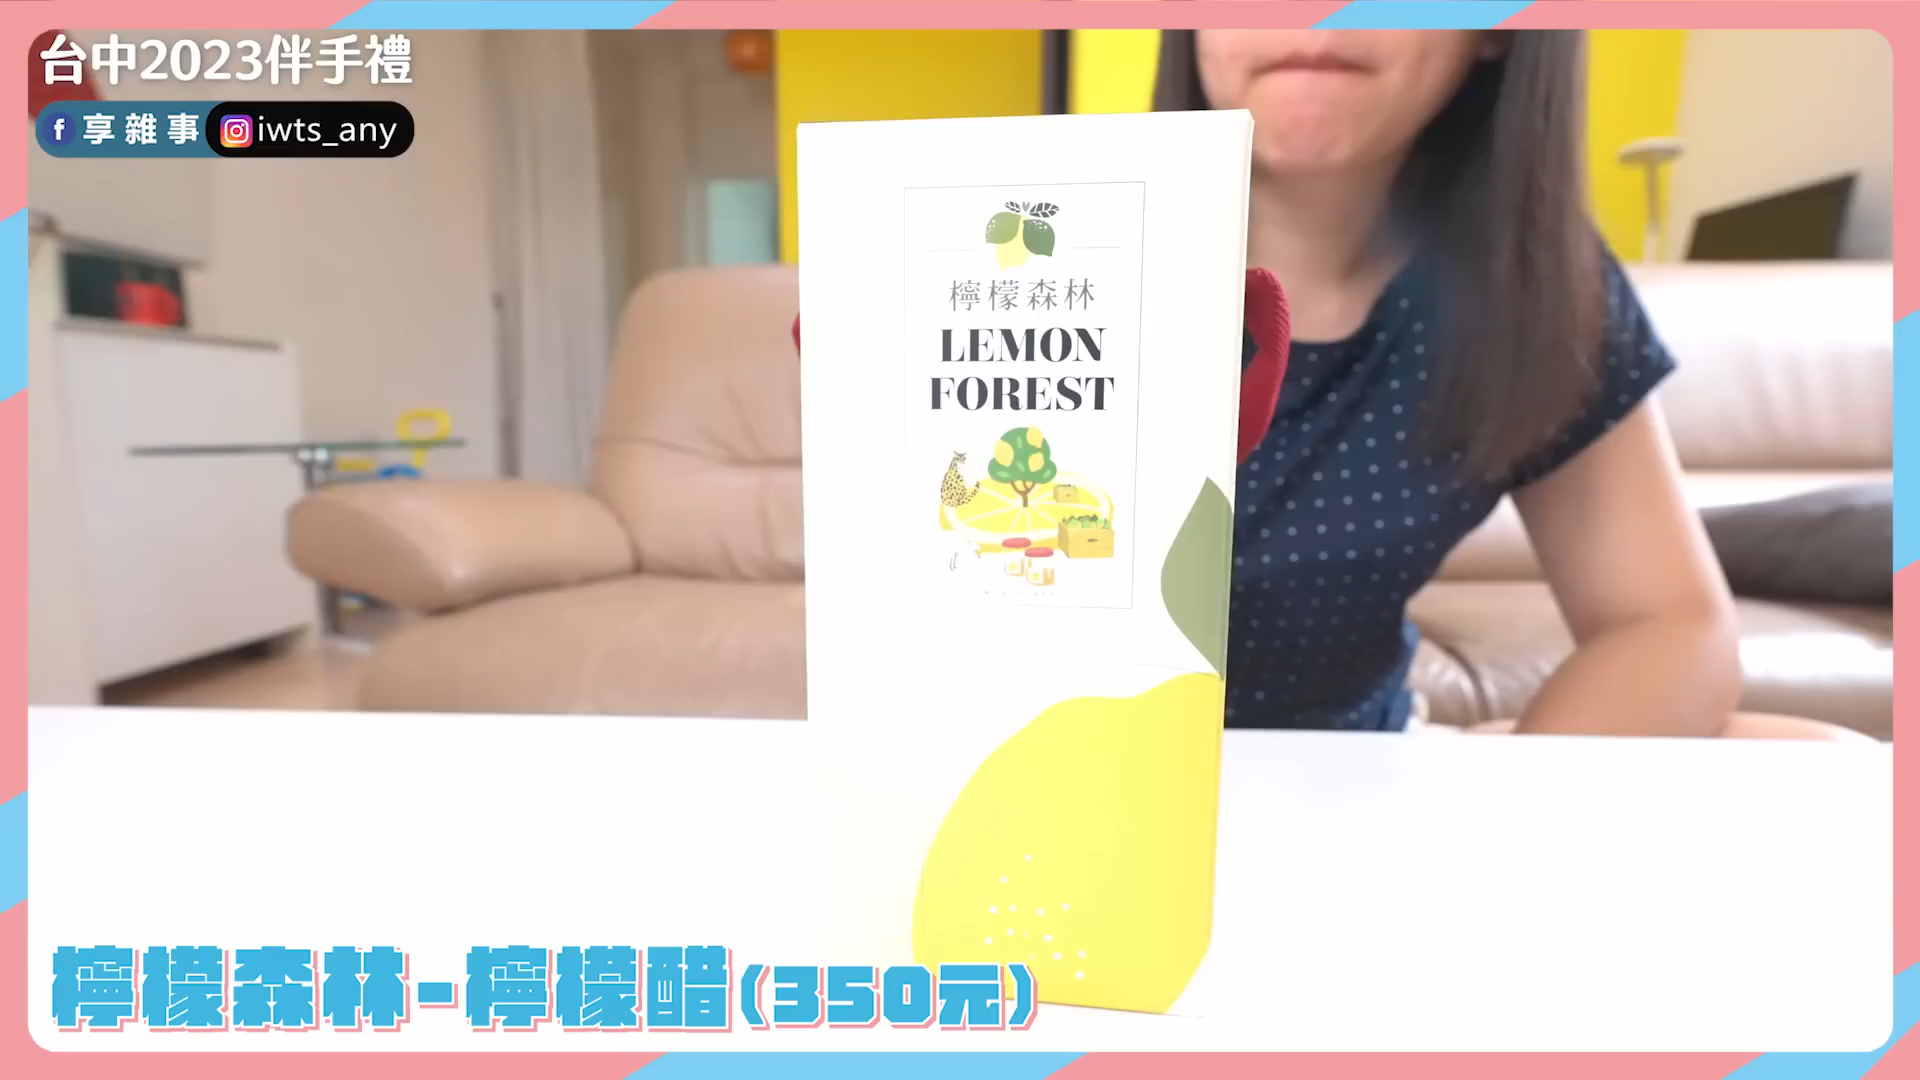 台中2023伴手禮
享雜事 iwts_any
檸檬森林
LEMON
FOREST
檸檬森林-檸檬醋(350元)